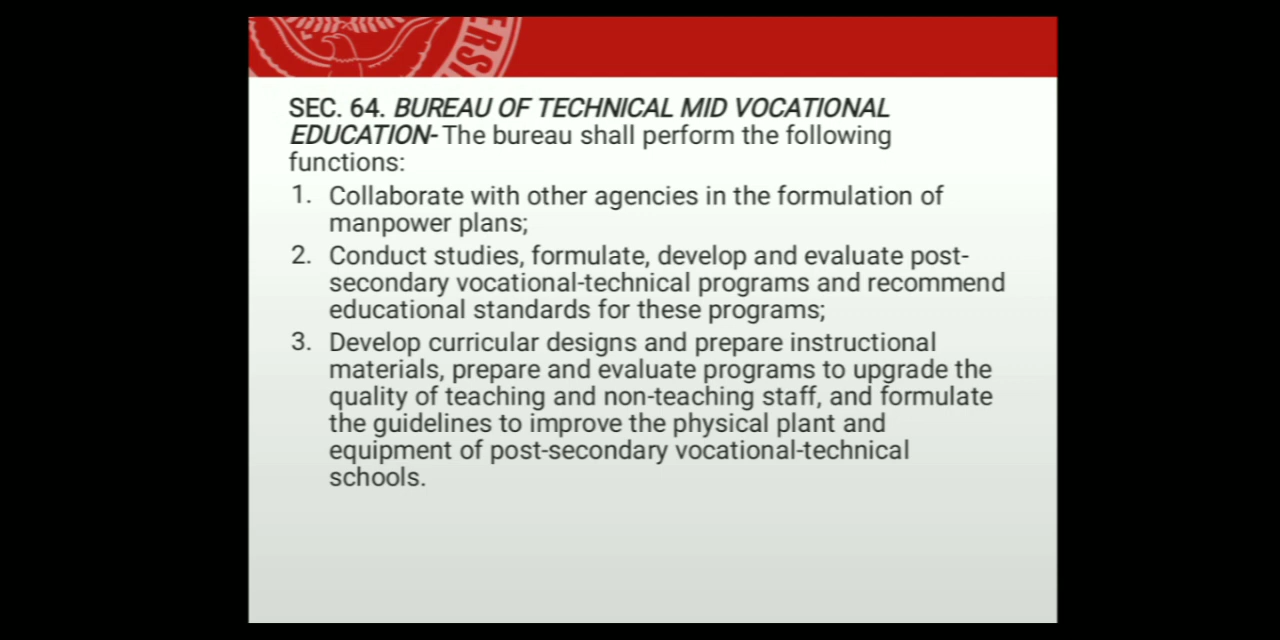 ERSI
SEC. 64. BUREAU OF TECHNICAL MID VOCATIONAL
EDUCATION- The bureau shall perform the following
functions:
1. Collaborate with other agencies in the formulation of
manpower plans;
2. Conduct studies, formulate, develop and evaluate post-
secondary vocational-technical programs and recommend
educational standards for these programs;
3. Develop curricular designs and prepare instructional
materials, prepare and evaluate programs to upgrade the
quality of teaching and non-teaching staff, and formulate
the guidelines to improve the physical plant and
equipment of post-secondary vocational-technical
schools.